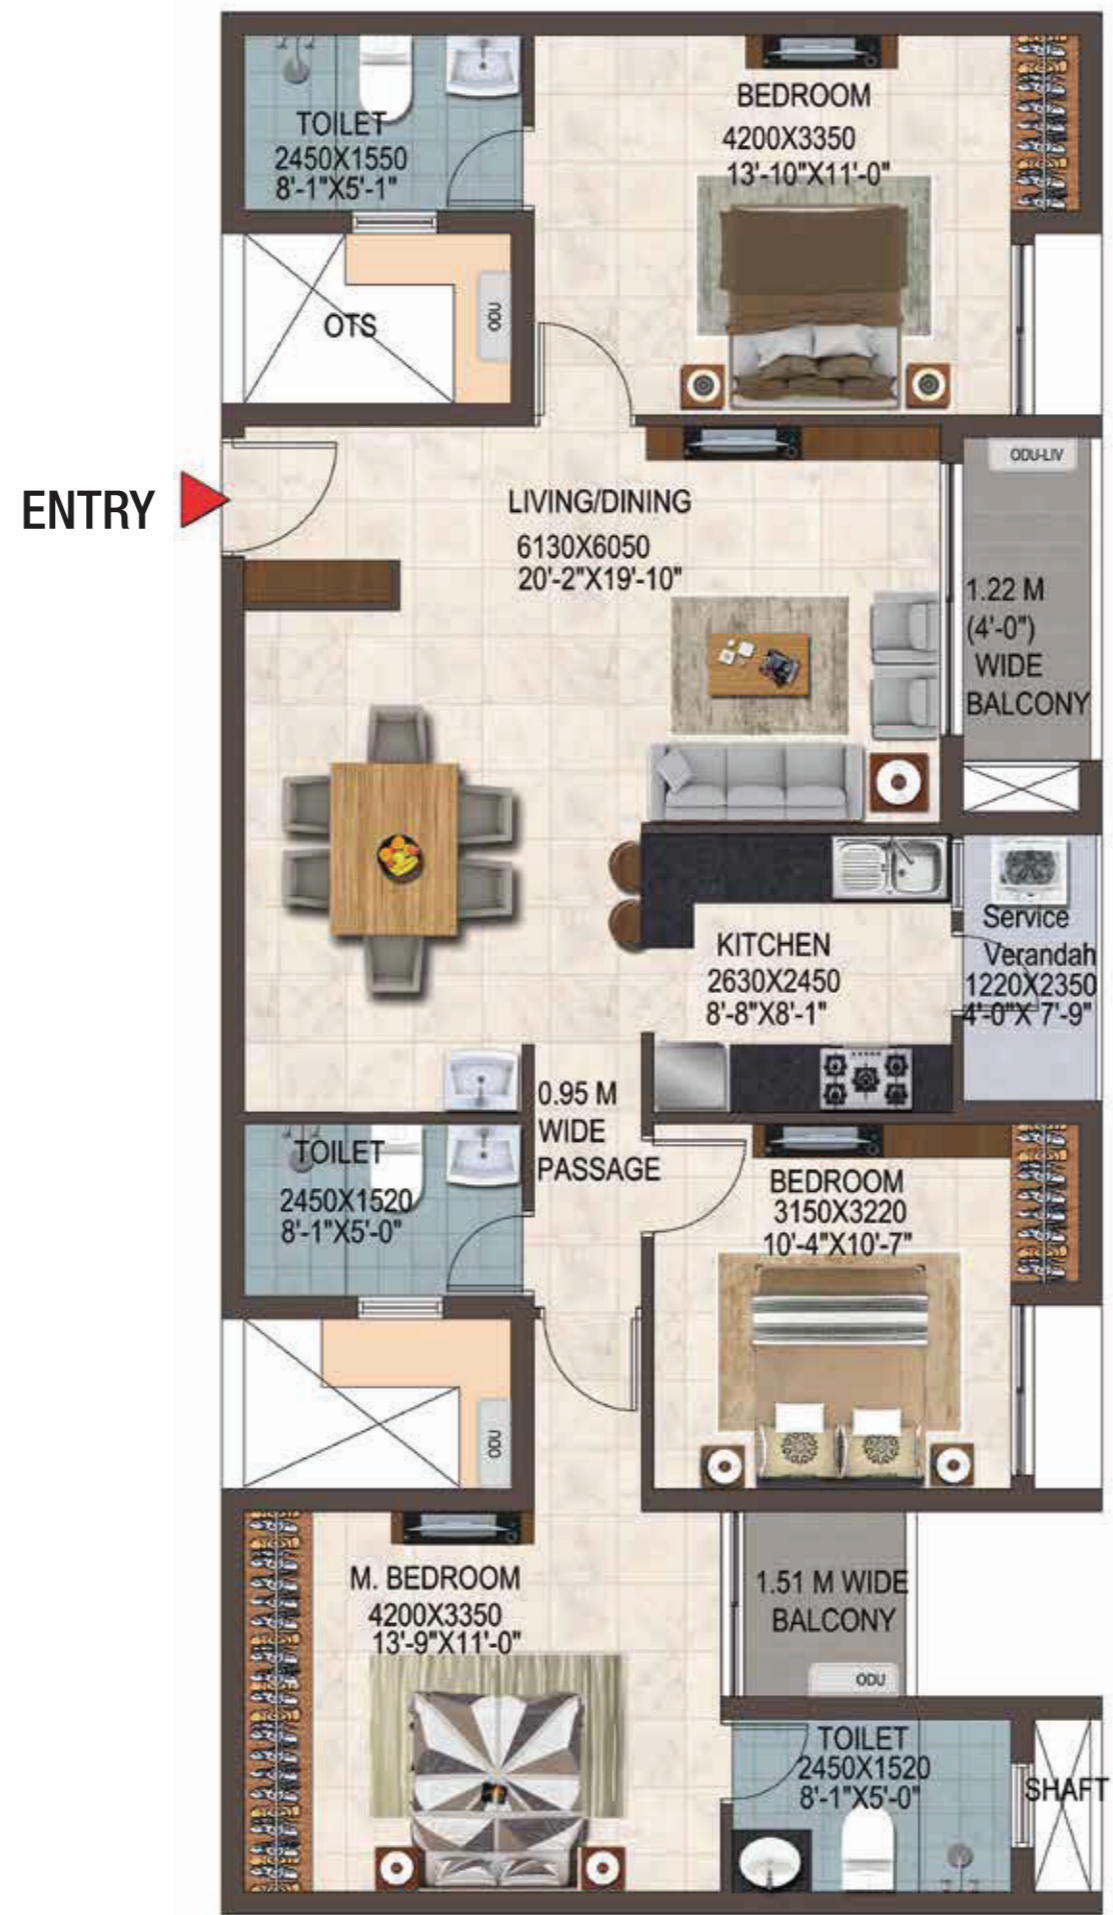 TOILET
2450X1550
8'-1"X5'-1"
BEDROOM
4200X3350
13'-10"X11'-0"
OTS
ODU
ENTRY
LIVING/DINING
6130X6050
20'-2"X19'-10"
ODU-LIV
1.22 M
(4'-0")
WIDE
BALCONY
KITCHEN
2630X2450
8'-8"X8'-1"
Service
Verandah
1220X2350
4'-0"X 7'-9"
0.95 M
WIDE
PASSAGE
TOILET
2450X1520
8'-1"X5'-0"
BEDROOM
3150X3220
10'-4"X10'-7"
ODU
M. BEDROOM
4200X3350
13'-9"X11'-0"
1.51 M WIDE
BALCONY
ODU
TOILET
2450X1520
8'-1"X5'-0"
SHAFT